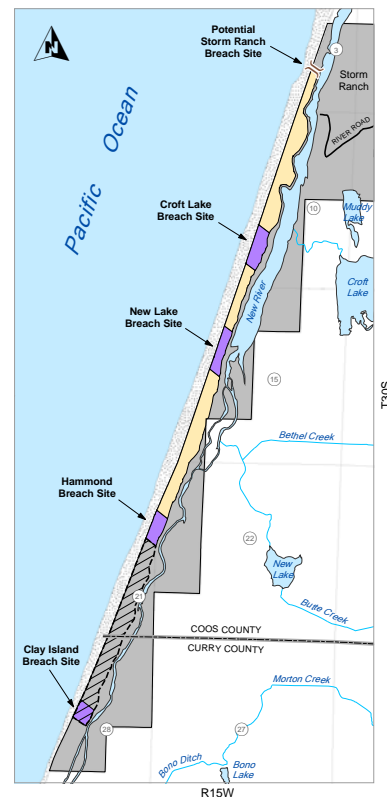 Potential
Storm Ranch
Breach Site
N
3
Storm
Ranch
RIVER ROAD
Pacific Ocean
Croft Lake
Breach Site
10
Muddy
Lake
Croft
Lake
New River
New Lake
Breach Site
15
T30S
Bethel Creek
Hammond
Breach Site
22
New
Lake
21
Butte Creek
COOS COUNTY
CURRY COUNTY
Clay Island
Breach Site
Morton Creek
28
27
Bono Ditch
Bono
Lake
R15W